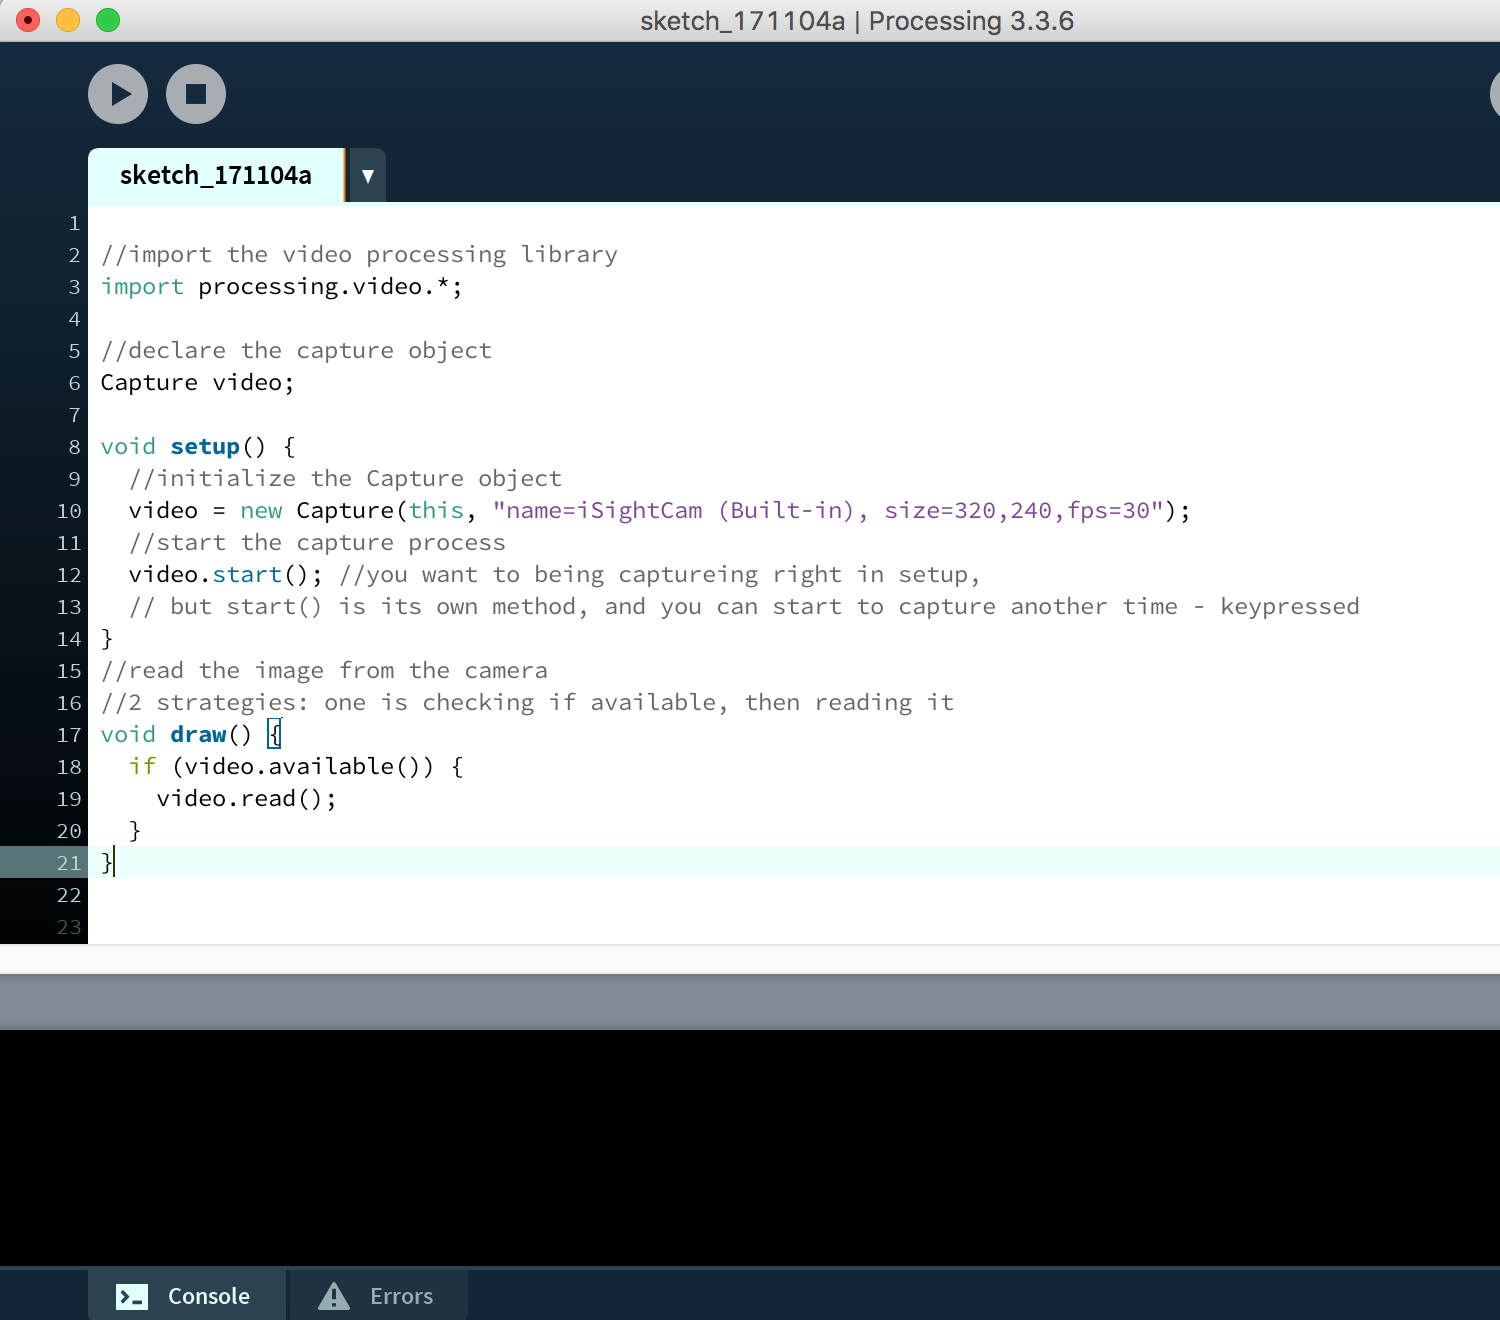 sketch_171104a | Processing 3.3.6
sketch_171104a ▼
1
2 //import the video processing library
3 import processing.video.*;
4
5 //declare the capture object
6 Capture video;
7
8 void setup() {
9   //initialize the Capture object
10   video = new Capture(this, "name=iSightCam (Built-in), size=320,240,fps=30");
11   //start the capture process
12   video.start(); //you want to being captureing right in setup,
13   // but start() is its own method, and you can start to capture another time - keypressed
14 }
15 //read the image from the camera
16 //2 strategies: one is checking if available, then reading it
17 void draw() {
18   if (video.available()) {
19     video.read();
20   }
21 }
22
23
Console Errors